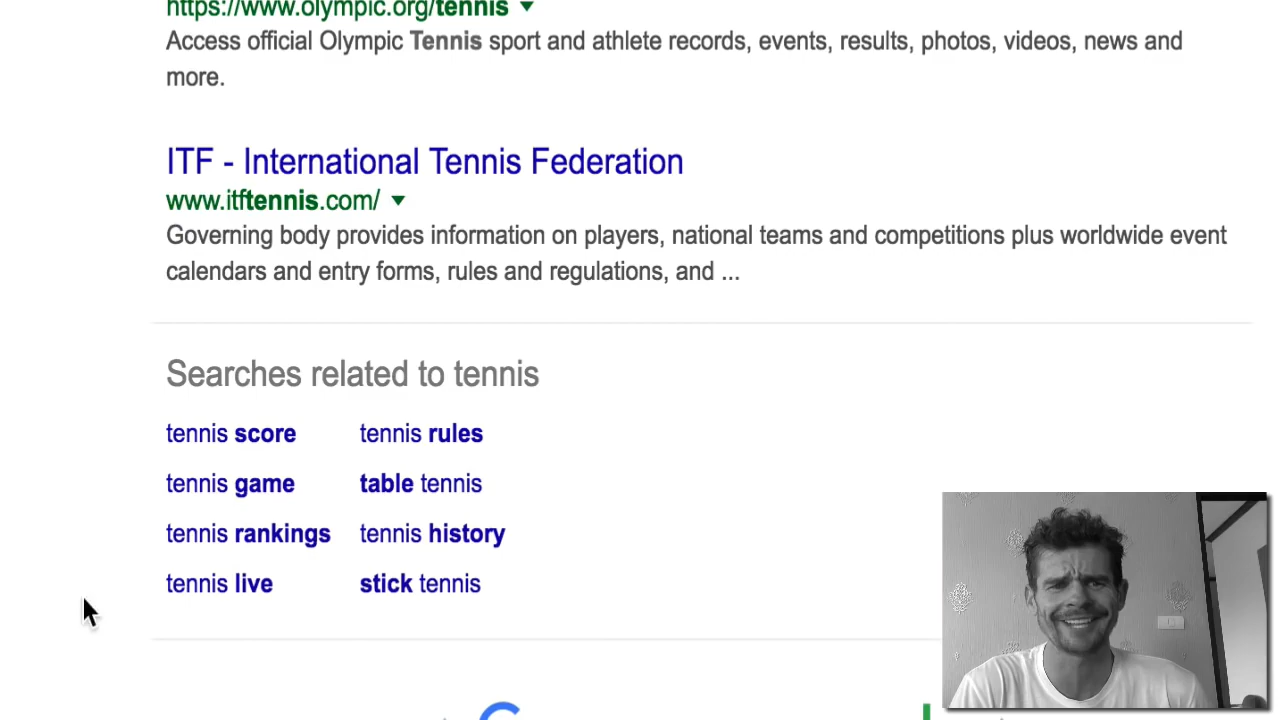 https://www.olympic.org/tennis
Access official Olympic Tennis sport and athlete records, events, results, photos, videos, news and
more.
ITF - International Tennis Federation
www.itftennis.com/
Governing body provides information on players, national teams and competitions plus worldwide event
calendars and entry forms, rules and regulations, and ...
Searches related to tennis
tennis score tennis rules
tennis game table tennis
tennis rankings tennis history
tennis live stick tennis